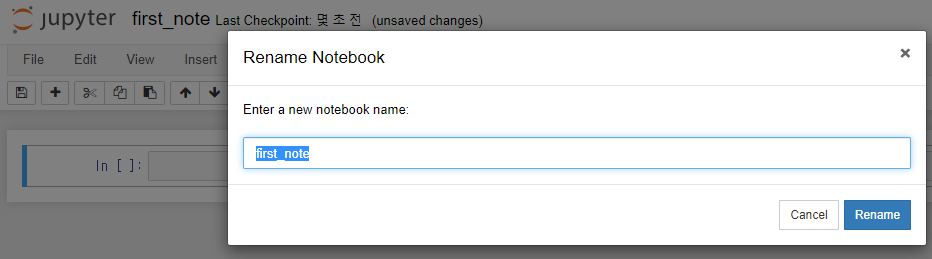 jupyter first_note Last Checkpoint: 몇 초 전 (unsaved changes)
File Edit View Insert
Rename Notebook
×
Enter a new notebook name:
In [ ]:
first_note
Cancel Rename